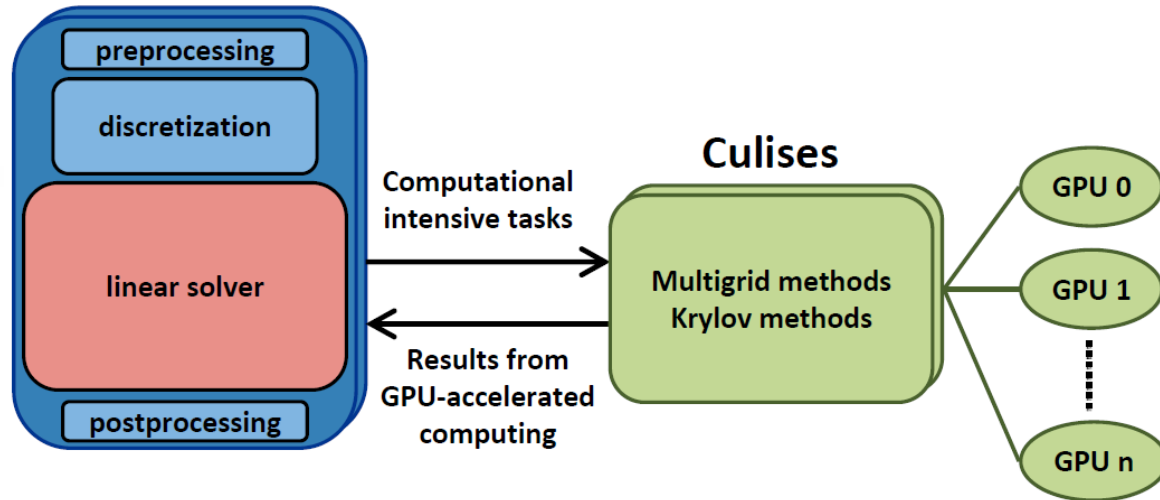 preprocessing
discretization
linear solver
postprocessing
Computational
intensive tasks
Results from
GPU-accelerated
computing
Culises
Multigrid methods
Krylov methods
GPU 0
GPU 1
GPU n